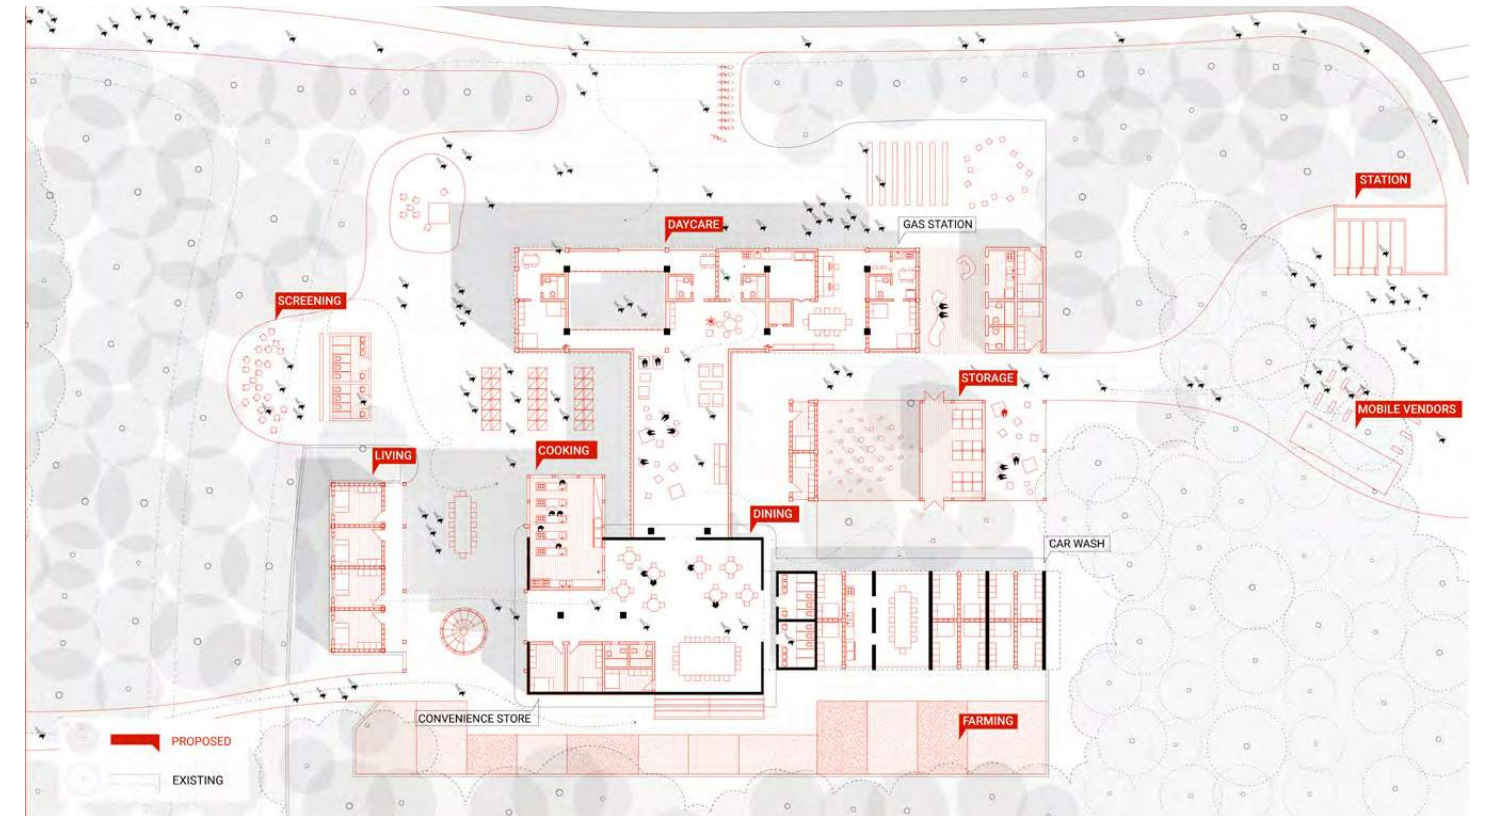 STATION
DAYCARE
GAS STATION
SCREENING
STORAGE
MOBILE VENDORS
LIVING
COOKING
DINING
CAR WASH
CONVENIENCE STORE
FARMING
PROPOSED
EXISTING